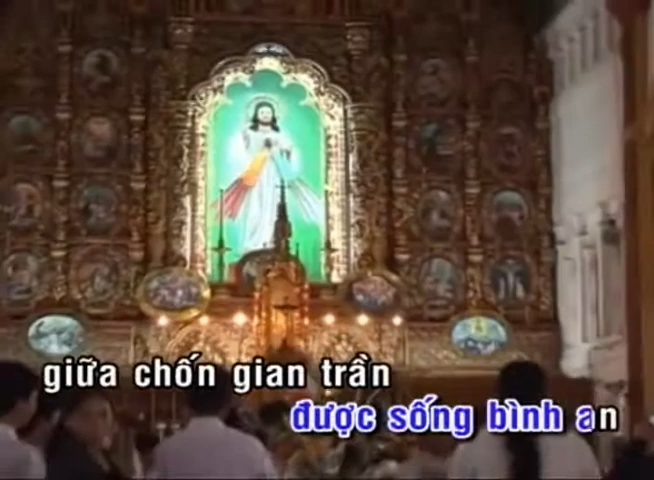 giữa chốn gian trần
được sống bình an